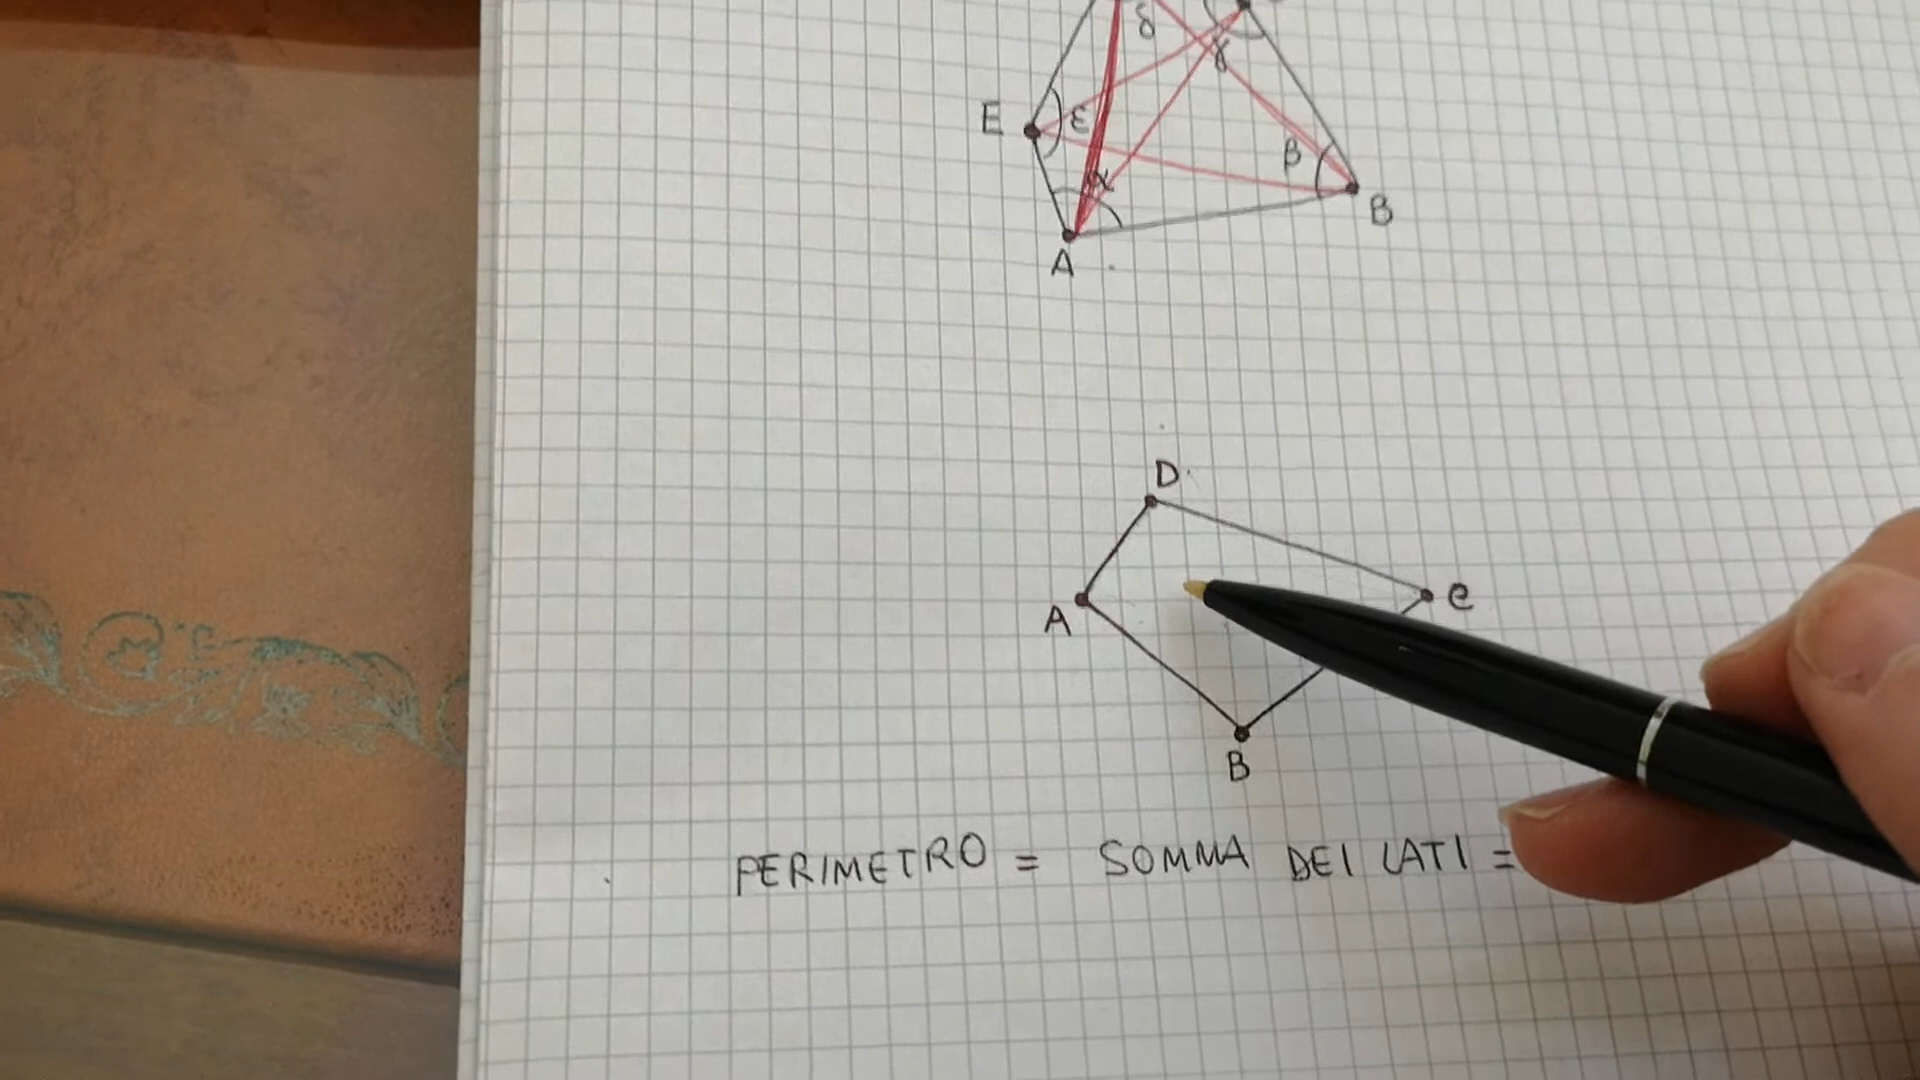 δ
γ
E ε
β
α
B
A
D
A
e
B
PERIMETRO = SOMMA DEI LATI =